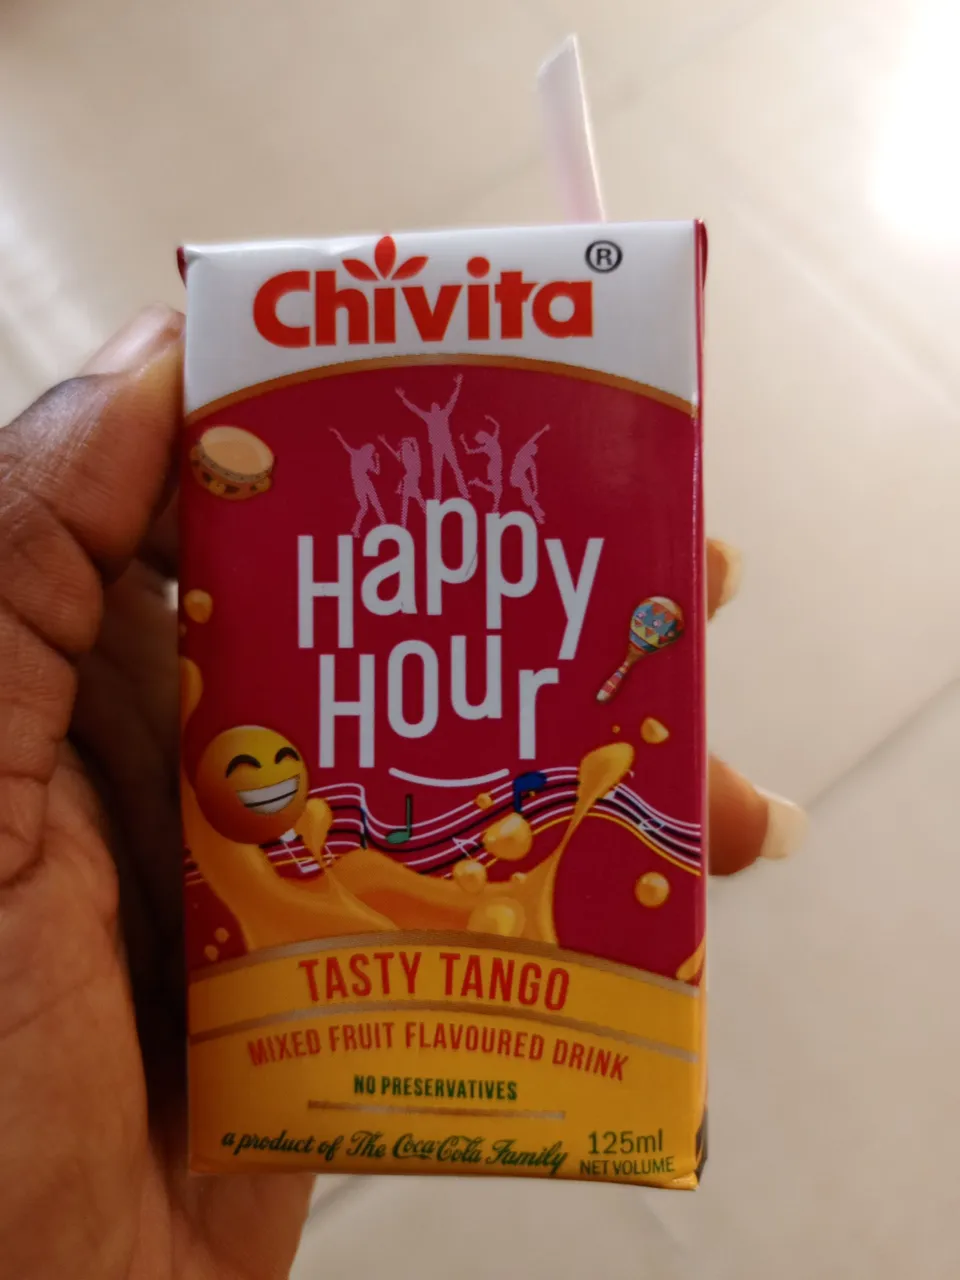 Chivita®
Happy
Hour
TASTY TANGO
MIXED FRUIT FLAVOURED DRINK
NO PRESERVATIVES
a product of The Coca-Cola Family
125ml
NET VOLUME